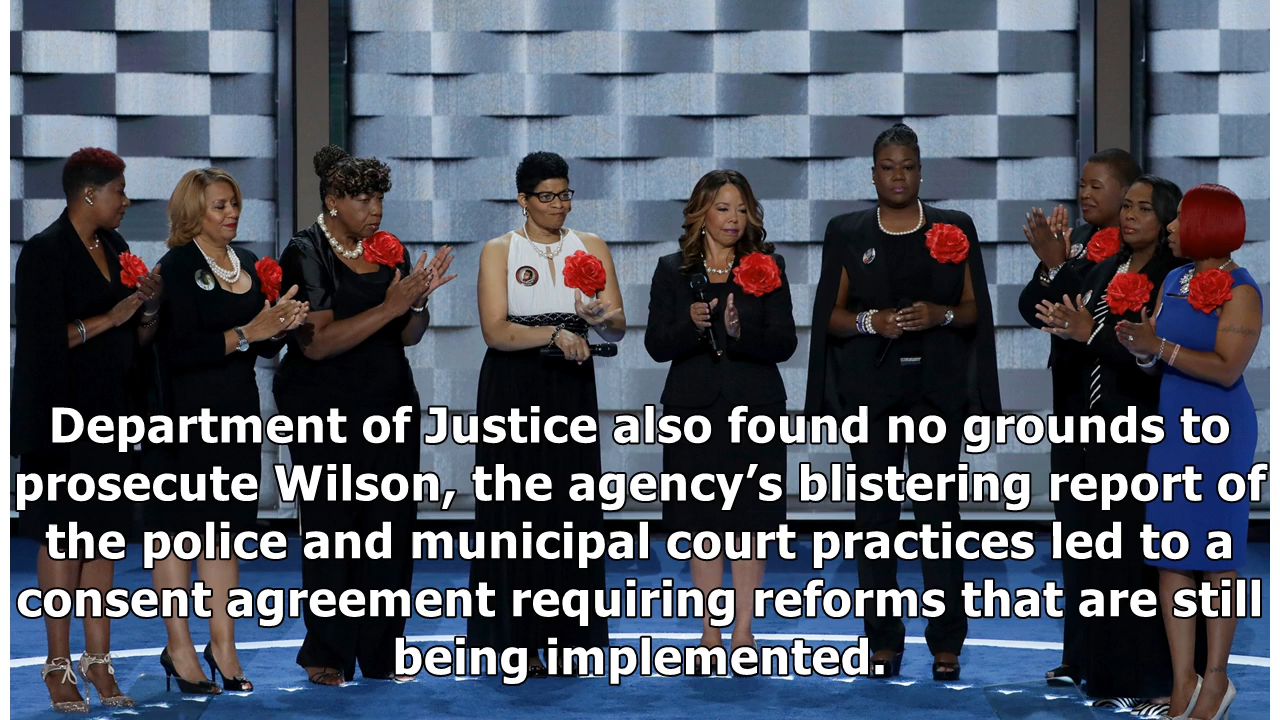 Department of Justice also found no grounds to
prosecute Wilson, the agency’s blistering report of
the police and municipal court practices led to a
consent agreement requiring reforms that are still
being implemented.